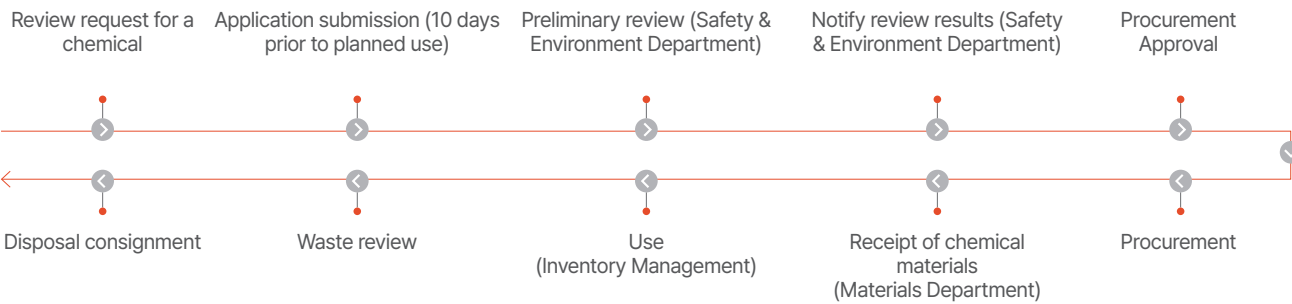 Review request for a
chemical
Application submission (10 days
prior to planned use)
Preliminary review (Safety &
Environment Department)
Notify review results (Safety
& Environment Department)
Procurement
Approval
Disposal consignment
Waste review
Use
(Inventory Management)
Receipt of chemical
materials
(Materials Department)
Procurement